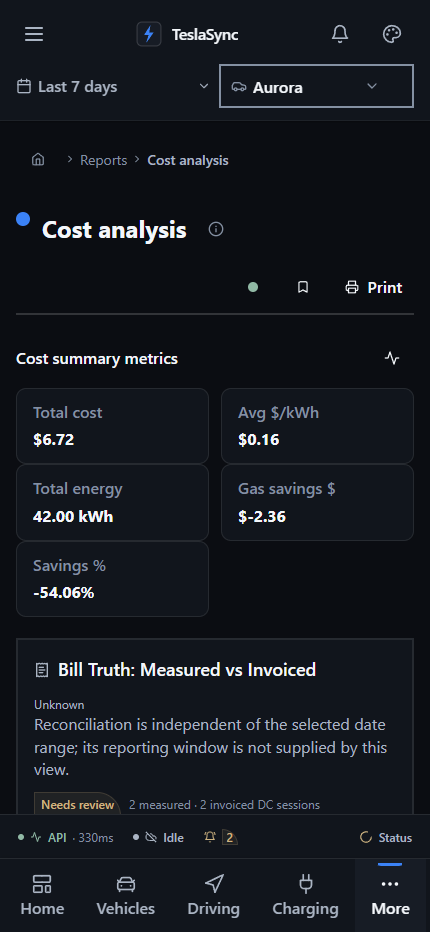 TeslaSync
Last 7 days
Aurora
Reports
Cost analysis
Cost analysis
Print
Cost summary metrics
Total cost
$6.72
Avg $/kWh
$0.16
Total energy
42.00 kWh
Gas savings $
$-2.36
Savings %
-54.06%
Bill Truth: Measured vs Invoiced
Unknown
Reconciliation is independent of the selected date
range; its reporting window is not supplied by this
view.
Needs review
2 measured · 2 invoiced DC sessions
API · 330ms
Idle
2
Status
Home
Vehicles
Driving
Charging
More